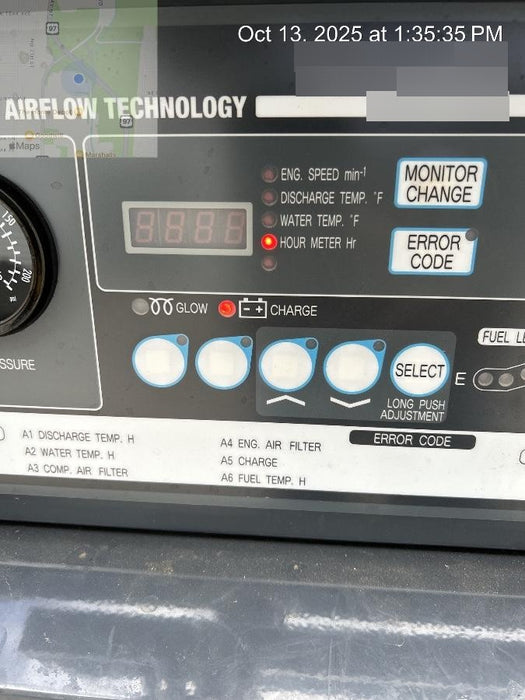 Oct 13. 2025 at 1:35:35 PM
97
AIRFLOW TECHNOLOGY
97
Maps
Marshalls
ENG. SPEED min-¹
DISCHARGE TEMP. °F
WATER TEMP. °F
HOUR METER Hr
MONITOR
CHANGE
ERROR
CODE
150
200
GLOW
- +
CHARGE
SSURE
FUEL LE
SELECT
E
LONG PUSH
ADJUSTMENT
ERROR CODE
A1 DISCHARGE TEMP. H
A2 WATER TEMP. H
A3 COMP. AIR FILTER
A4 ENG. AIR FILTER
A5 CHARGE
A6 FUEL TEMP. H